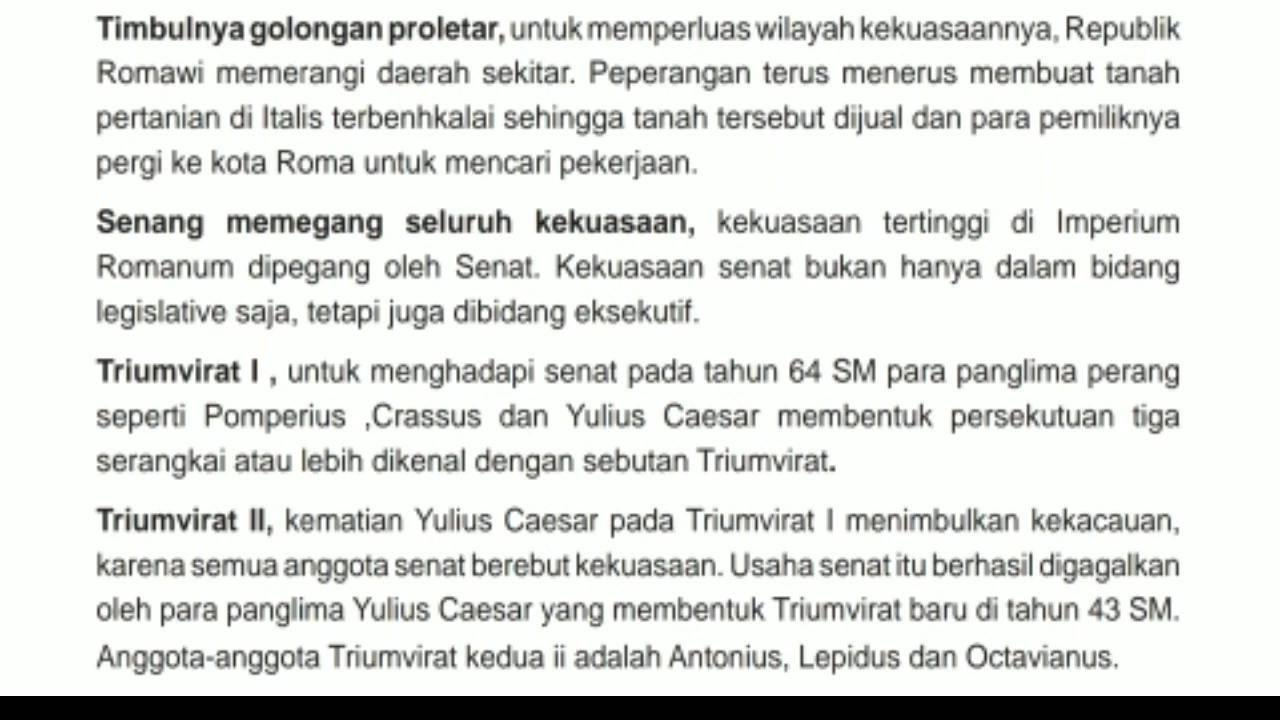 Timbulnya golongan proletar, untuk memperluas wilayah kekuasaannya, Republik
Romawi memerangi daerah sekitar. Peperangan terus menerus membuat tanah
pertanian di Italis terbenhkalai sehingga tanah tersebut dijual dan para pemiliknya
pergi ke kota Roma untuk mencari pekerjaan.
Senang memegang seluruh kekuasaan, kekuasaan tertinggi di Imperium
Romanum dipegang oleh Senat. Kekuasaan senat bukan hanya dalam bidang
legislative saja, tetapi juga dibidang eksekutif.
Triumvirat I , untuk menghadapi senat pada tahun 64 SM para panglima perang
seperti Pomperius ,Crassus dan Yulius Caesar membentuk persekutuan tiga
serangkai atau lebih dikenal dengan sebutan Triumvirat.
Triumvirat II, kematian Yulius Caesar pada Triumvirat I menimbulkan kekacauan,
karena semua anggota senat berebut kekuasaan. Usaha senat itu berhasil digagalkan
oleh para panglima Yulius Caesar yang membentuk Triumvirat baru di tahun 43 SM.
Anggota-anggota Triumvirat kedua ii adalah Antonius, Lepidus dan Octavianus.